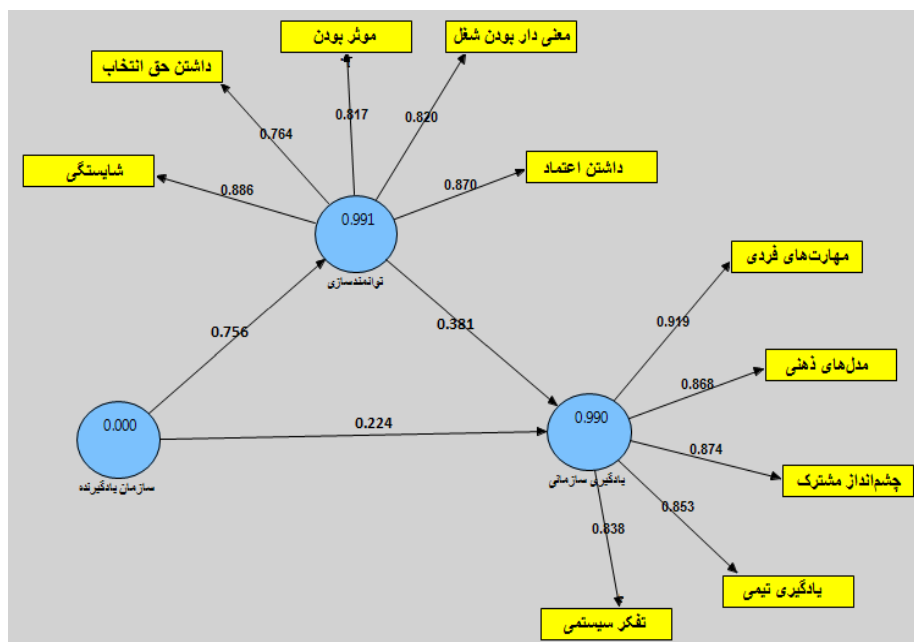 معنی دار بودن شغل
موثر بودن
داشتن حق انتخاب
0.820
0.817
0.764
شایستگی
0.886
داشتن اعتماد
0.870
0.991
توانمندسازی
مهارت‌های فردی
0.919
0.756
0.381
مدل‌های ذهنی
0.868
0.000
0.224
0.990
سازمان یادگیرنده
یادگیری سازمانی
0.874
چشم‌انداز مشترک
0.853
0.838
یادگیری تیمی
تفکر سیستمی